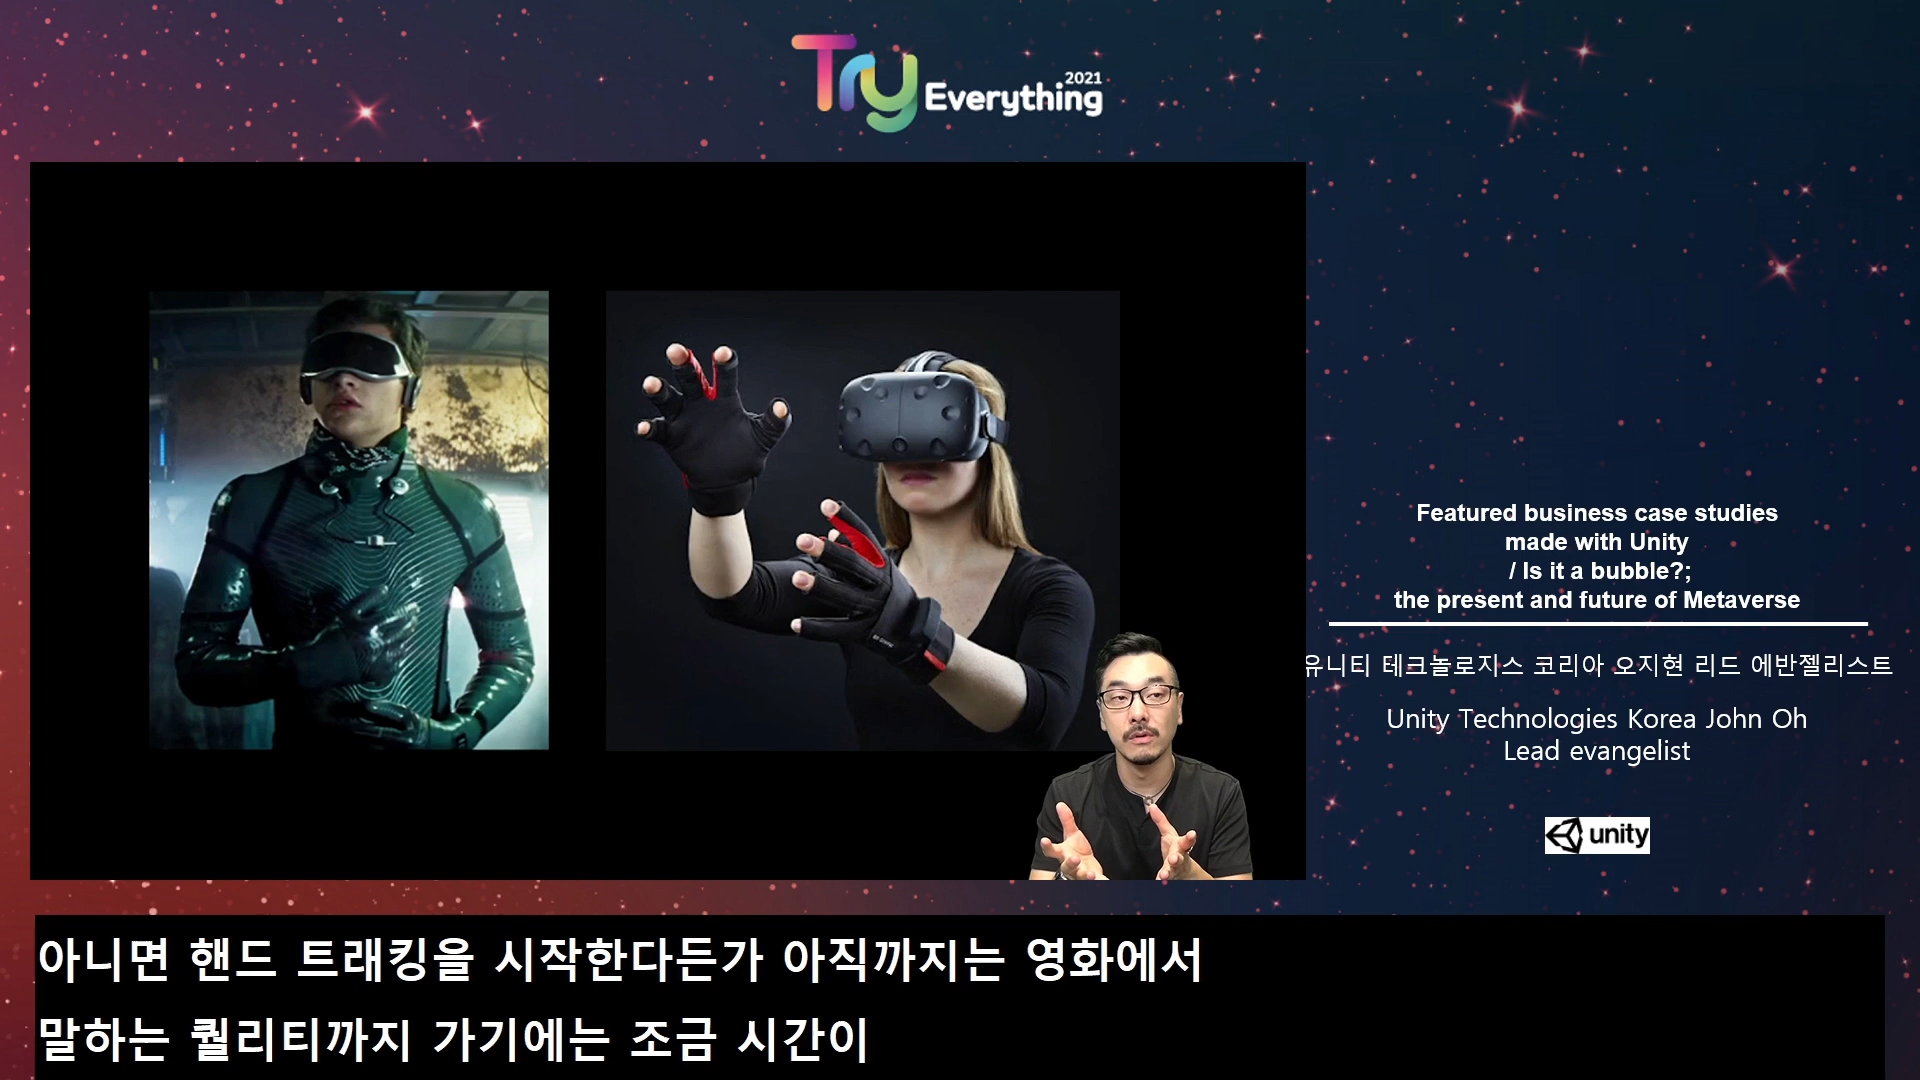 Try
2021
Everything
Featured business case studies
made with Unity
/ Is it a bubble?;
the present and future of Metaverse
유니티 테크놀로지스 코리아 오지현 리드 에반젤리스트
Unity Technologies Korea John Oh
Lead evangelist
unity
아니면 핸드 트래킹을 시작한다든가 아직까지는 영화에서
말하는 퀄리티까지 가기에는 조금 시간이